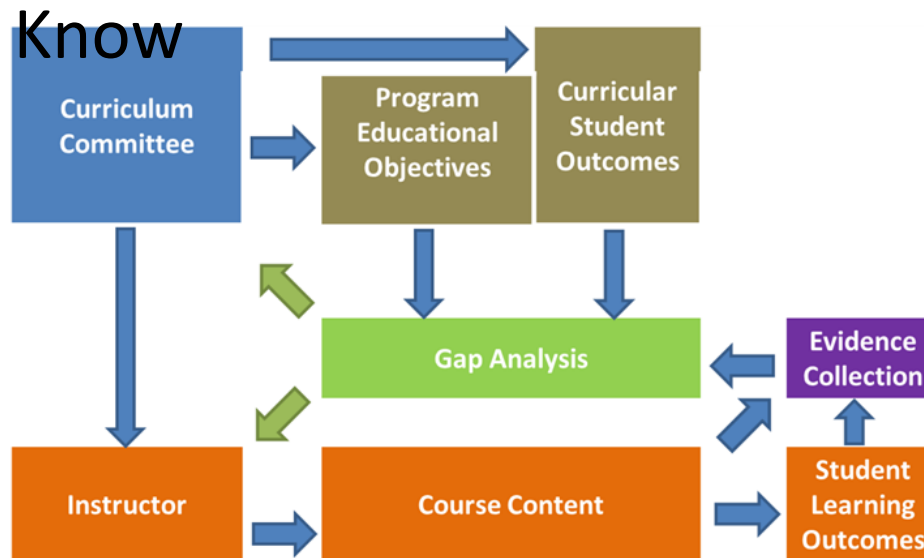 Know
Curriculum
Committee
Program
Educational
Objectives
Curricular
Student
Outcomes
Gap Analysis
Evidence
Collection
Instructor
Course Content
Student
Learning
Outcomes